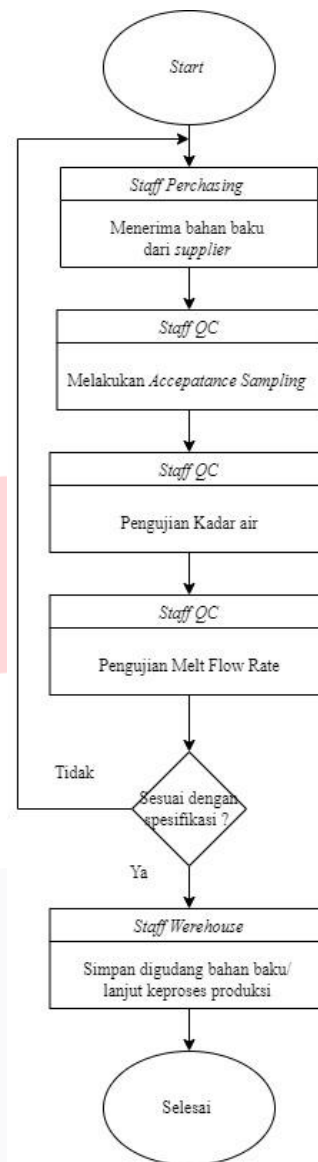 Start
Staff Perchasing
Menerima bahan baku
dari supplier
Staff QC
Melakukan Accepatance Sampling
Staff QC
Pengujian Kadar air
Staff QC
Pengujian Melt Flow Rate
Tidak
Sesuai dengan
spesifikasi ?
Ya
Staff Werehouse
Simpan digudang bahan baku/
lanjut keproses produksi
Selesai